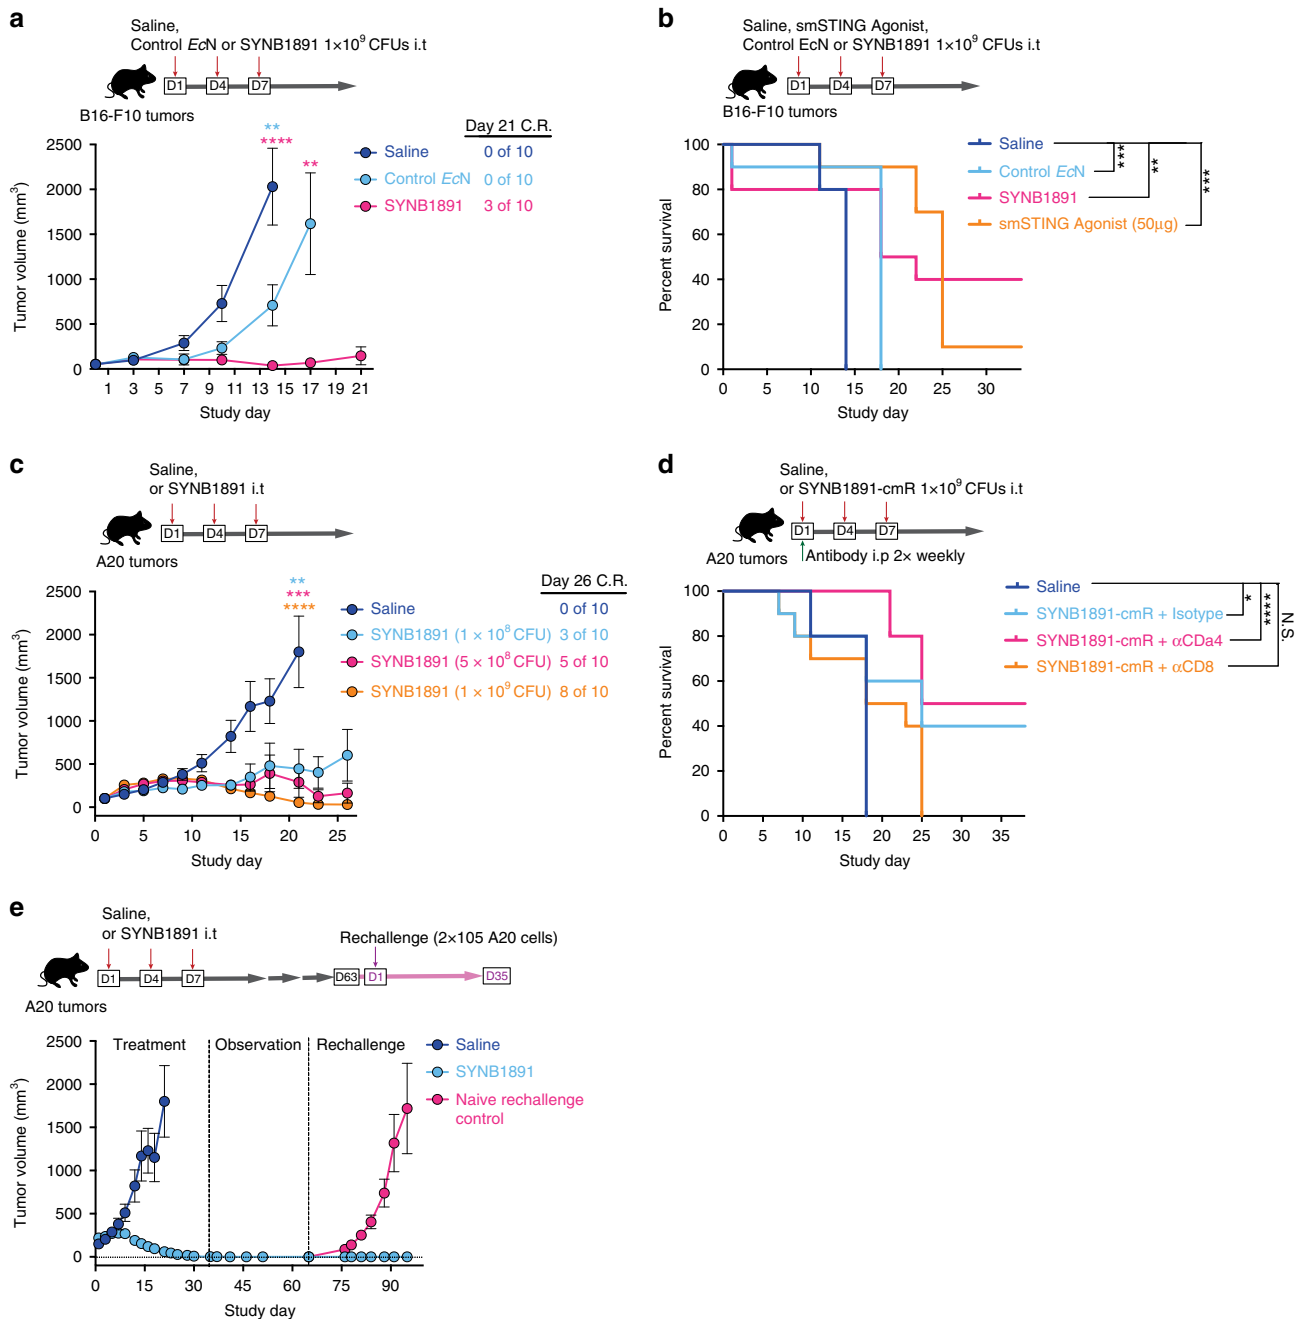 a
Saline,
Control EcN or SYNB1891 1×10⁹ CFUs i.t
D1 D4 D7
B16-F10 tumors
** 
****
**
Day 21 C.R.
Saline 0 of 10
Control EcN 0 of 10
SYNB1891 3 of 10
Tumor volume (mm³)
2500
2000
1500
1000
500
0
1 3 5 7 9 11 13 15 17 19 21
Study day
b
Saline, smSTING Agonist,
Control EcN or SYNB1891 1×10⁹ CFUs i.t
D1 D4 D7
B16-F10 tumors
Saline
Control EcN
SYNB1891
smSTING Agonist (50µg)
***
**
***
Percent survival
100
80
60
40
20
0
0 5 10 15 20 25 30
Study day
c
Saline,
or SYNB1891 i.t
D1 D4 D7
A20 tumors
**
***
****
Day 26 C.R.
Saline 0 of 10
SYNB1891 (1 × 10⁸ CFU) 3 of 10
SYNB1891 (5 × 10⁸ CFU) 5 of 10
SYNB1891 (1 × 10⁹ CFU) 8 of 10
Tumor volume (mm³)
2500
2000
1500
1000
500
0
0 5 10 15 20 25
Study day
d
Saline,
or SYNB1891-cmR 1×10⁹ CFUs i.t
D1 D4 D7
A20 tumors
Antibody i.p 2× weekly
Saline
SYNB1891-cmR + Isotype
SYNB1891-cmR + αCDa4
SYNB1891-cmR + αCD8
*
****
N.S.
Percent survival
100
80
60
40
20
0
0 5 10 15 20 25 30 35
Study day
e
Saline,
or SYNB1891 i.t
Rechallenge (2×105 A20 cells)
D1 D4 D7 D63 D1 D35
A20 tumors
Treatment Observation Rechallenge
Saline
SYNB1891
Naive rechallenge
control
Tumor volume (mm³)
2500
2000
1500
1000
500
0
0 15 45 60 75 90
Study day